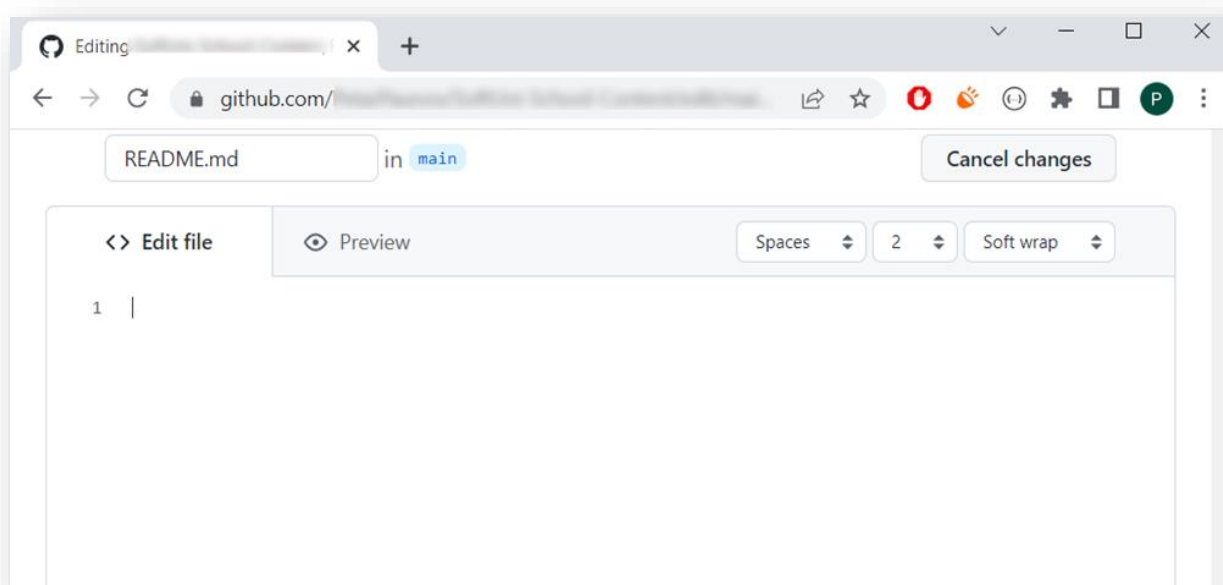 Editing
github.com/
P
README.md in main Cancel changes
<> Edit file Preview Spaces 2 Soft wrap
1